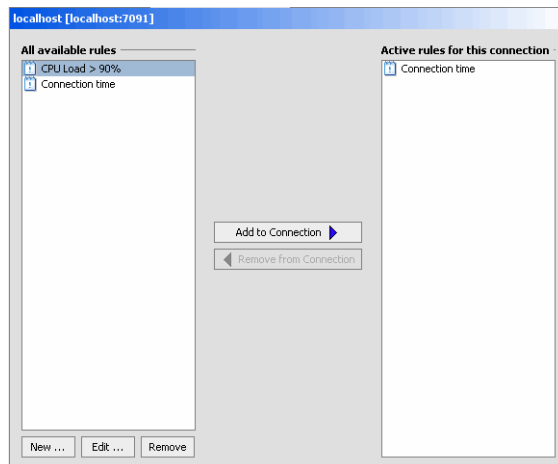 localhost [localhost:7091]
All available rules
CPU Load > 90%
Connection time
Active rules for this connection
Connection time
Add to Connection
Remove from Connection
New ...
Edit ...
Remove